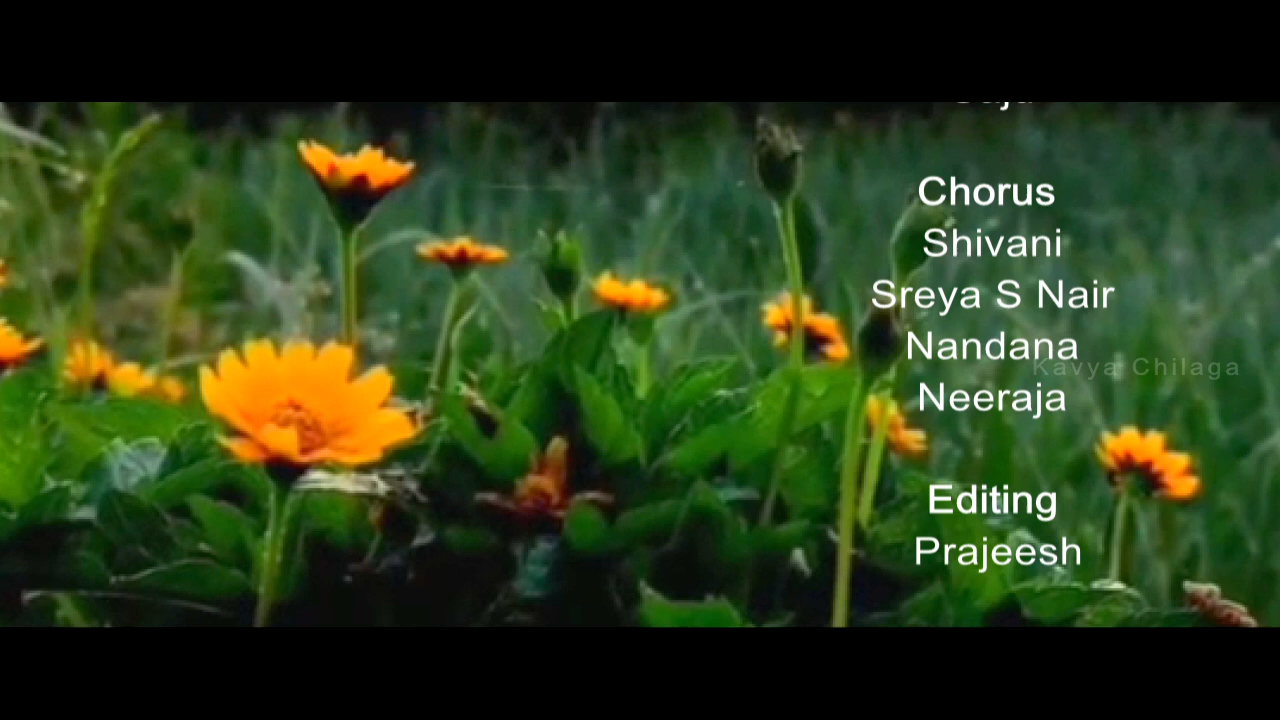 Chorus
Shivani
Sreya S Nair
Nandana
Kavya Chilaga
Neeraja
Editing
Prajeesh